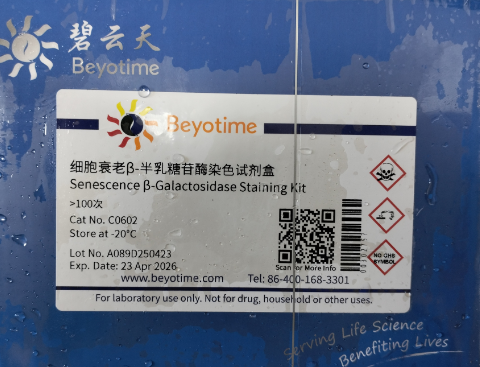 碧云天
Beyotime
Beyotime
细胞衰老β-半乳糖苷酶染色试剂盒
Senescence β-Galactosidase Staining Kit
>100次
Cat No. C0602
Store at -20°C
Lot No. A089D250423
Exp. Date: 23 Apr 2026
Scan for More Info
NO GHS
SYMBOL
www.beyotime.com Tel: 86-400-168-3301
For laboratory use only. Not for drug, household or other uses.
Serving Life Science
Benefiting Lives